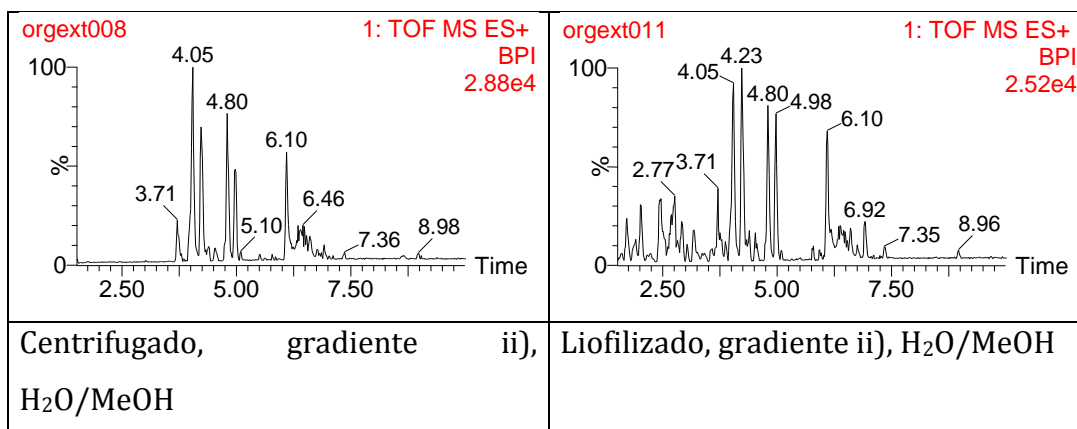 orgext008
1: TOF MS ES+
BPI
2.88e4
100
%
0
4.05
4.80
6.10
3.71
6.46
5.10
7.36
8.98
Time
2.50 5.00 7.50
orgext011
1: TOF MS ES+
BPI
2.52e4
100
%
0
4.23
4.05
4.80
4.98
6.10
3.71
2.77
6.92
7.35
8.96
Time
2.50 5.00 7.50
Centrifugado, gradiente ii),
H₂O/MeOH
Liofilizado, gradiente ii), H₂O/MeOH